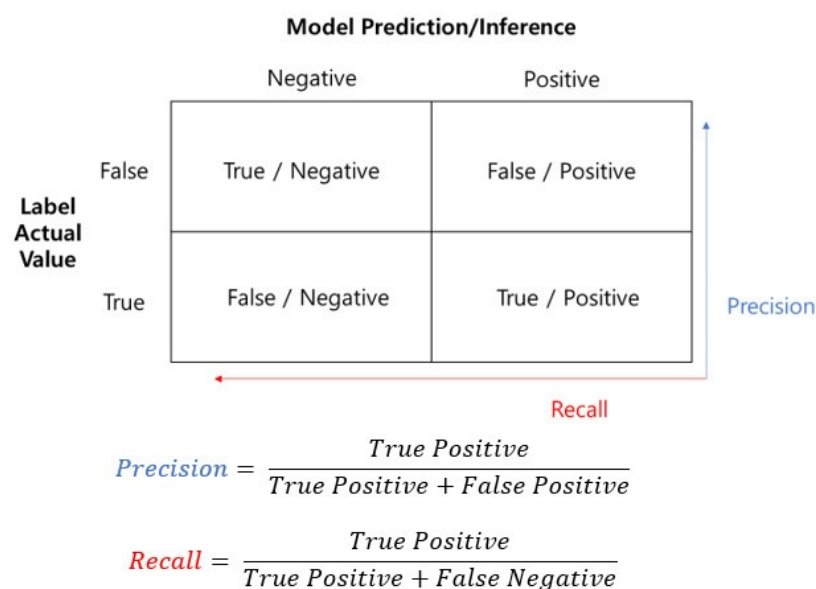 Model Prediction/Inference
Negative Positive
False True / Negative False / Positive
Label
Actual
Value
True False / Negative True / Positive
Precision
Recall
Precision = True Positive / True Positive + False Positive
Recall = True Positive / True Positive + False Negative